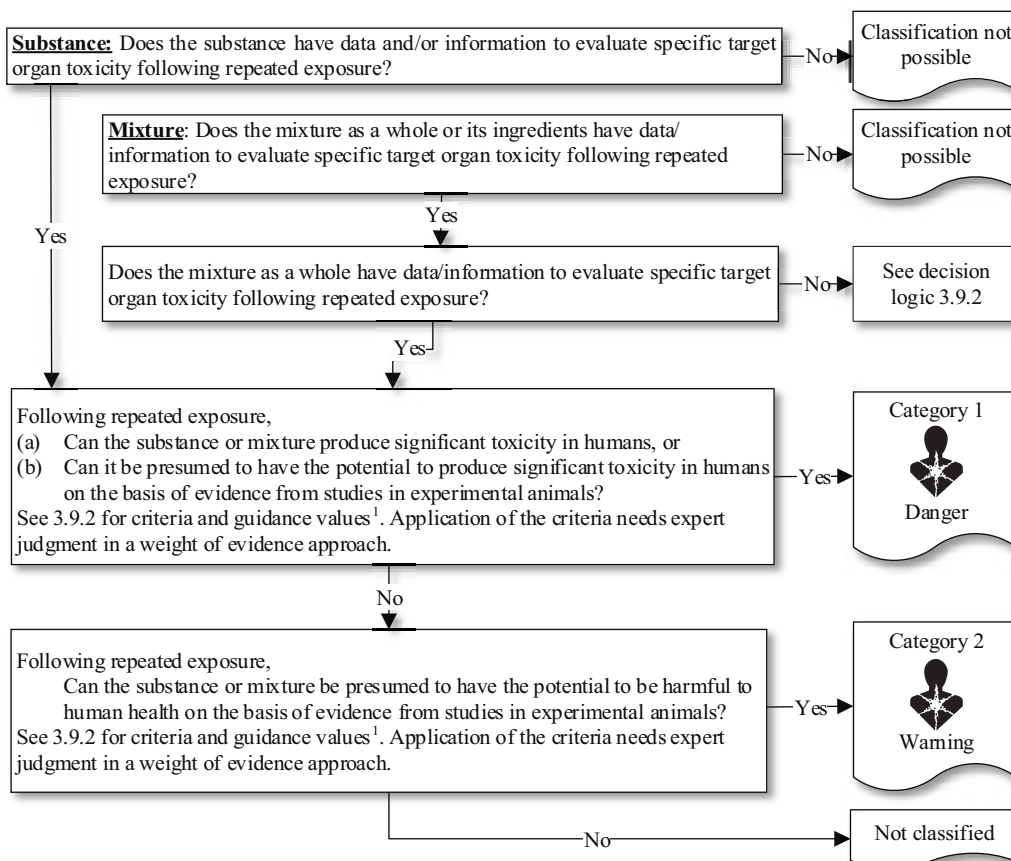 Substance: Does the substance have data and/or information to evaluate specific target
organ toxicity following repeated exposure?
No
Classification not
possible
Mixture: Does the mixture as a whole or its ingredients have data/
information to evaluate specific target organ toxicity following repeated
exposure?
No
Classification not
possible
Yes
Yes
Does the mixture as a whole have data/information to evaluate specific target
organ toxicity following repeated exposure?
No
See decision
logic 3.9.2
Yes
Following repeated exposure,
(a) Can the substance or mixture produce significant toxicity in humans, or
(b) Can it be presumed to have the potential to produce significant toxicity in humans
on the basis of evidence from studies in experimental animals?
See 3.9.2 for criteria and guidance values1. Application of the criteria needs expert
judgment in a weight of evidence approach.
Yes
Category 1
Danger
No
Following repeated exposure,
Can the substance or mixture be presumed to have the potential to be harmful to
human health on the basis of evidence from studies in experimental animals?
See 3.9.2 for criteria and guidance values1. Application of the criteria needs expert
judgment in a weight of evidence approach.
Yes
Category 2
Warning
No
Not classified